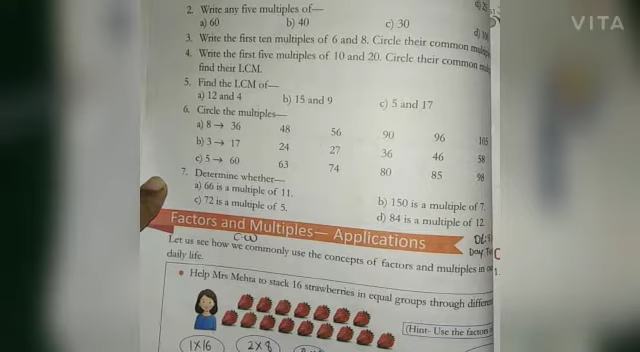 2. Write any five multiples of—
a) 60 b) 40 c) 30
3. Write the first ten multiples of 6 and 8. Circle their common
4. Write the first five multiples of 10 and 20. Circle their common
find their LCM.
5. Find the LCM of—
a) 12 and 4 b) 15 and 9 c) 5 and 17
6. Circle the multiples—
a) 8 → 36 48 56 90 96 105
b) 3 → 17 24 27 36 46 58
c) 5 → 60 63 74 80 85 98
7. Determine whether—
a) 66 is a multiple of 11. b) 150 is a multiple of 7.
c) 72 is a multiple of 5. d) 84 is a multiple of 12
Factors and Multiples— Applications
C.W
Let us see how we commonly use the concepts of factors and multiples in
daily life.
• Help Mrs Mehta to stack 16 strawberries in equal groups through
(Hint- Use the factors
1×16 2×8
VITA